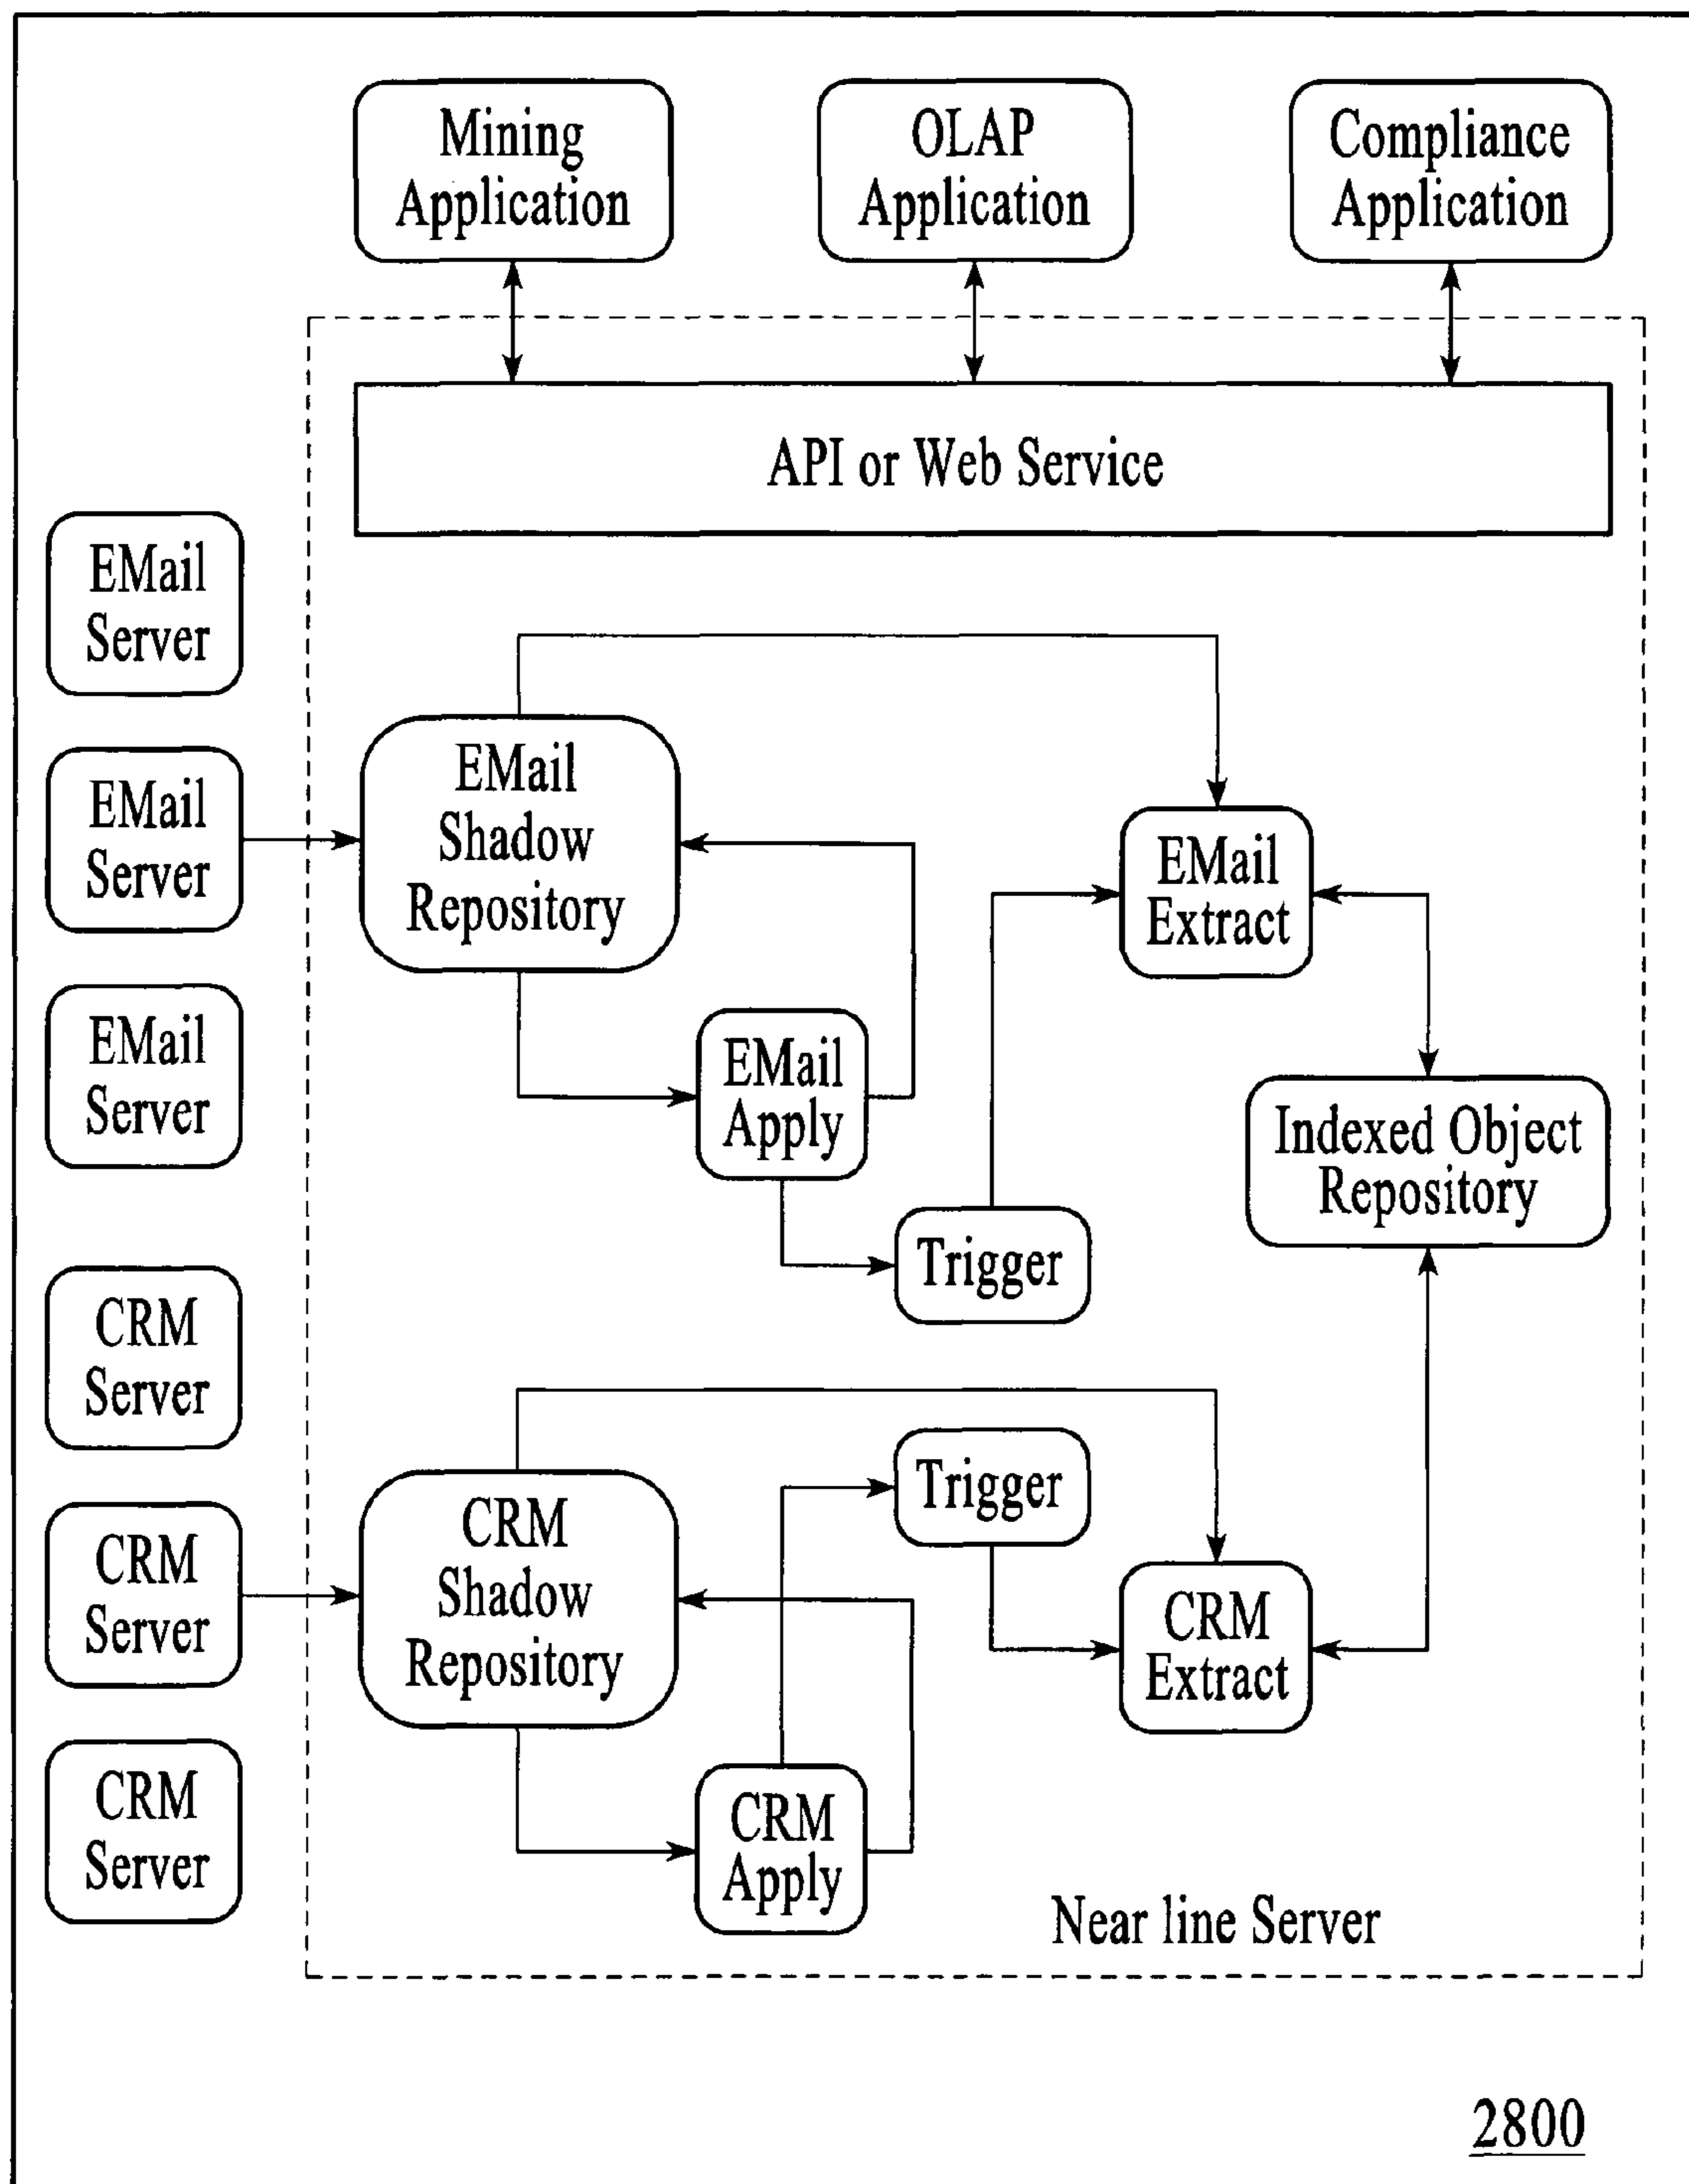 Mining
Application
OLAP
Application
Compliance
Application
API or Web Service
EMail
Server
EMail
Server
EMail
Shadow
Repository
EMail
Extract
EMail
Server
EMail
Apply
Indexed Object
Repository
Trigger
CRM
Server
Trigger
CRM
Server
CRM
Shadow
Repository
CRM
Extract
CRM
Server
CRM
Apply
Near line Server
2800